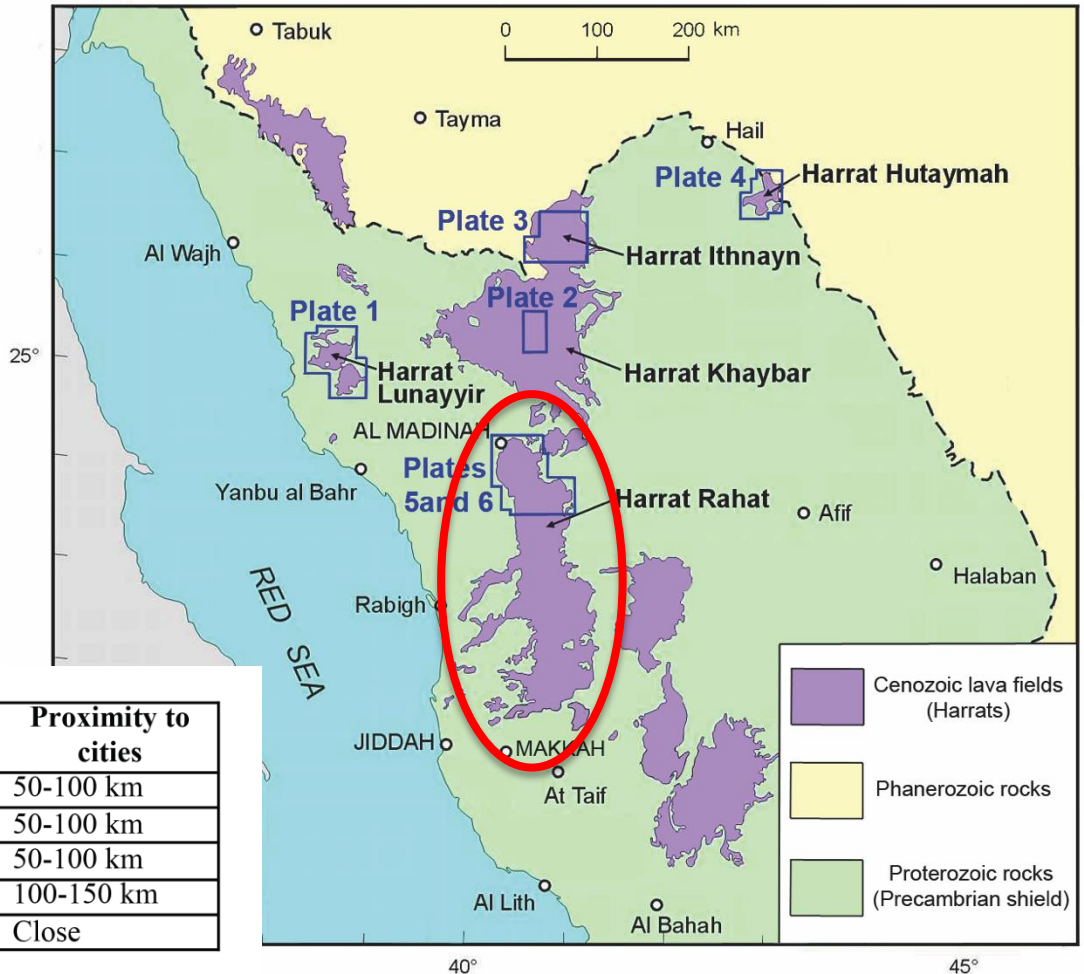 Tabuk
0 100 200 km
Tayma
Hail
Plate 4
Harrat Hutaymah
Plate 3
Al Wajh
Harrat Ithnayn
Plate 1
Plate 2
25°
Harrat
Lunayyir
Harrat Khaybar
AL MADINAH
Plates
5and 6
Yanbu al Bahr
Harrat Rahat
Afif
Halaban
RED SEA
Rabigh
JIDDAH
MAKKAH
At Taif
Al Lith
Al Bahah
Cenozoic lava fields
(Harrats)
Phanerozoic rocks
Proterozoic rocks
(Precambrian shield)
Proximity to
cities
50-100 km
50-100 km
50-100 km
100-150 km
Close
40°
45°